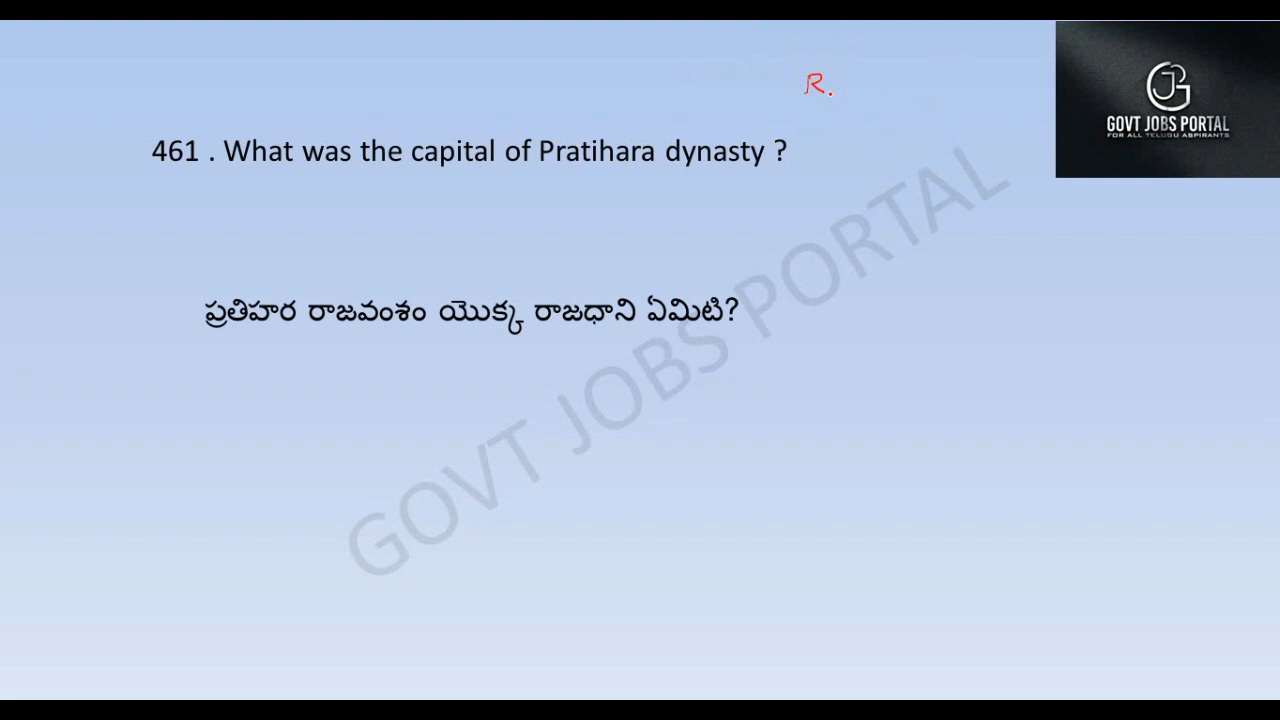 R.
GOVT JOBS PORTAL
FOR ALL TELUGU ASPIRANTS
461 . What was the capital of Pratihara dynasty ?
ప్రతిహర రాజవంశం యొక్క రాజధాని ఏమిటి?
GOVT JOBS PORTAL